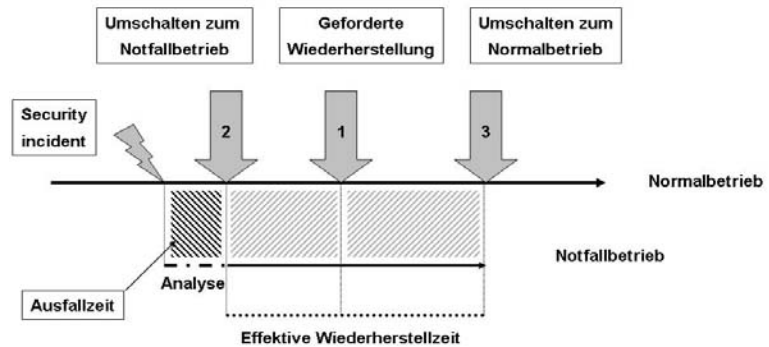 Umschalten zum
Notfallbetrieb
Geforderte
Wiederherstellung
Umschalten zum
Normalbetrieb
Security
incident
2
1
3
Normalbetrieb
Notfallbetrieb
Analyse
Ausfallzeit
Effektive Wiederherstellzeit